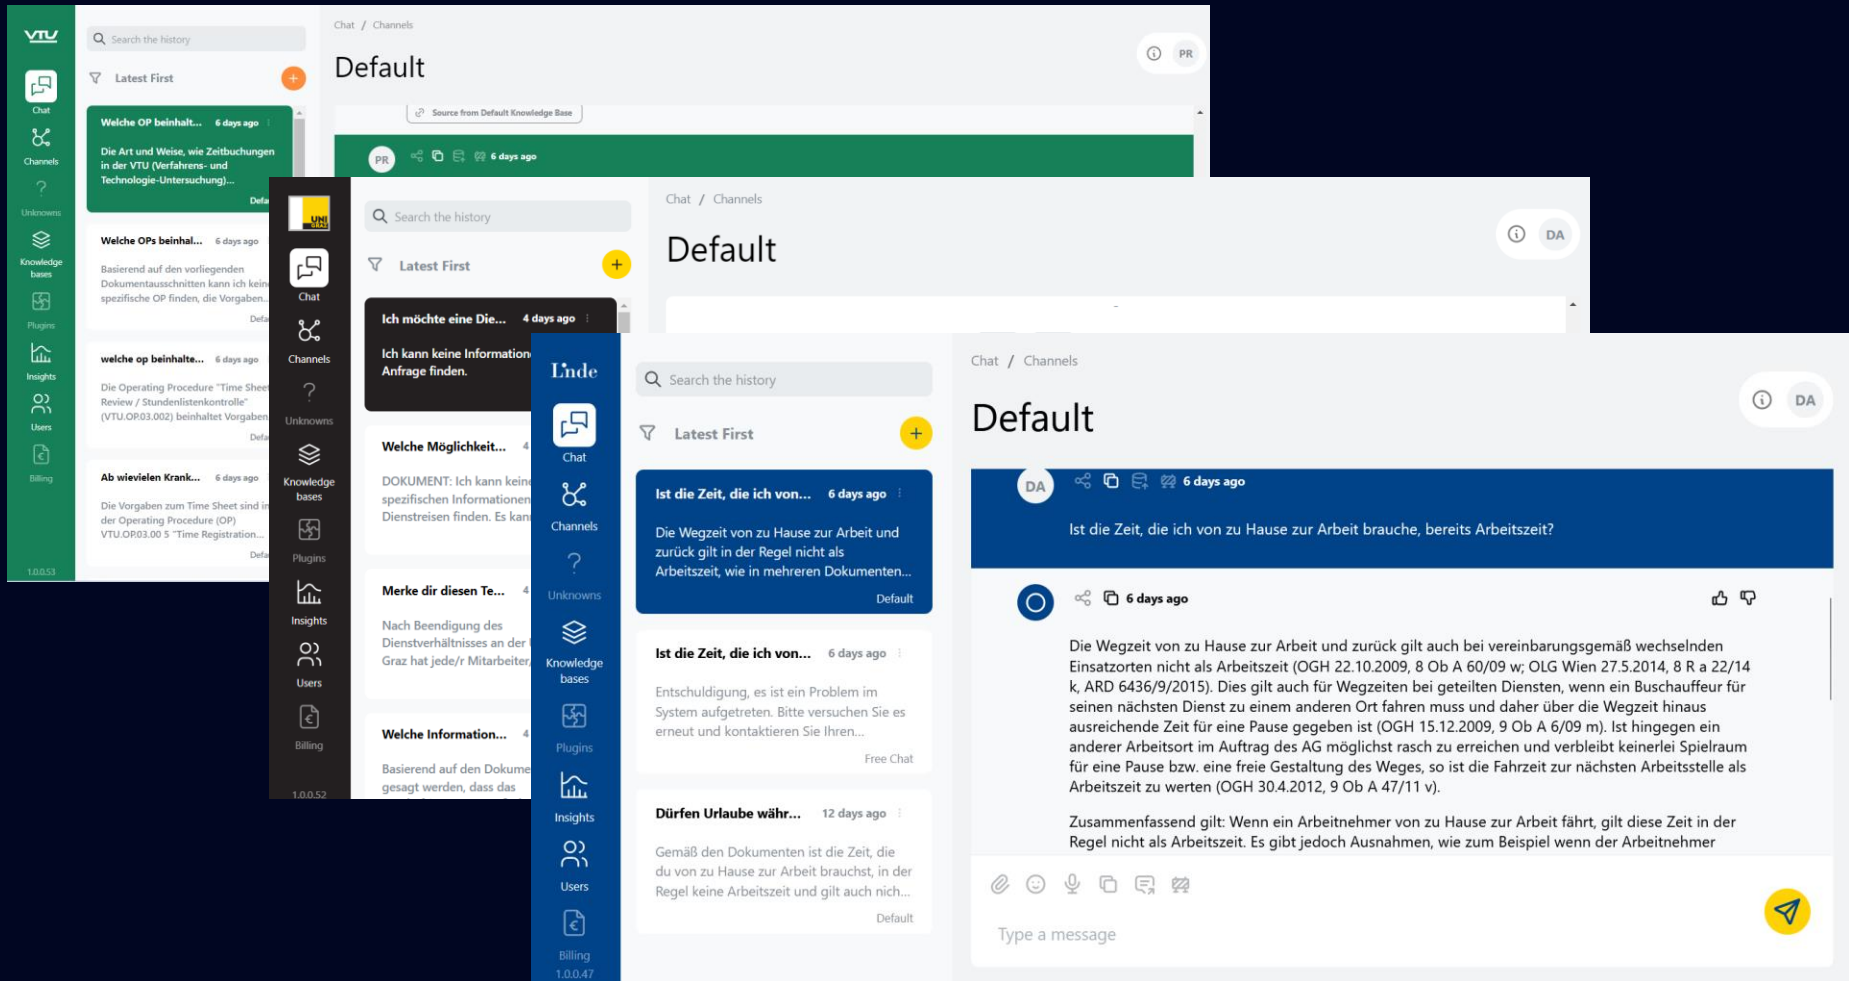 VTU
Chat
Channels
?
Unknowns
Knowledge
bases
Plugins
Insights
Users
Billing
1.0.0.53
Search the history
Latest First
+
Welche OP beinhalt... 6 days ago
Die Art und Weise, wie Zeitbuchungen
in der VTU (Verfahrens- und
Technologie-Untersuchung)...
Welche OPs beinhal... 6 days ago
Basierend auf den vorliegenden
Dokumentausschnitten kann ich
spezifische OP finden, die Vorgaben...
welche op beinhalte... 6 days ago
Die Operating Procedure "Time Sheet
Review / Stundenlistenkontrolle"
(VTU.OP.03.002) beinhaltet Vorgaben
Ab wievielen Krank... 6 days ago
Die Vorgaben zum Time Sheet sind in
der Operating Procedure (OP)
VTU.OP.03.00 5 "Time Registration...
Chat / Channels
Default
PR
Source from Default Knowledge Base
PR 6 days ago
UNI
GRAZ
Chat
Channels
?
Unknowns
Knowledge
bases
Plugins
Insights
Users
Billing
1.0.0.52
Search the history
Latest First
+
Ich möchte eine Die... 4 days ago
Ich kann keine Information
Anfrage finden.
Welche Möglichkeit... 4
DOKUMENT: Ich kann keine
spezifischen Informationen
Dienstreisen finden. Es kann
Merke dir diesen Te... 4
Nach Beendigung des
Dienstverhältnisses an der
Graz hat jede/r Mitarbeiter/
Welche Information... 4
Basierend auf den Dokume
gesagt werden, dass das
Chat / Channels
Default
DA
Linde
Chat
Channels
?
Unknowns
Knowledge
bases
Plugins
Insights
Users
Billing
1.0.0.47
Search the history
Latest First
+
Ist die Zeit, die ich von... 6 days ago
Die Wegzeit von zu Hause zur Arbeit und
zurück gilt in der Regel nicht als
Arbeitszeit, wie in mehreren Dokumenten...
Default
Ist die Zeit, die ich von... 6 days ago
Entschuldigung, es ist ein Problem im
System aufgetreten. Bitte versuchen Sie es
erneut und kontaktieren Sie Ihren...
Free Chat
Dürfen Urlaube währ... 12 days ago
Gemäß den Dokumenten ist die Zeit, die
du von zu Hause zur Arbeit brauchst, in der
Regel keine Arbeitszeit und gilt auch nich...
Default
Chat / Channels
Default
DA
DA 6 days ago
Ist die Zeit, die ich von zu Hause zur Arbeit brauche, bereits Arbeitszeit?
6 days ago
Die Wegzeit von zu Hause zur Arbeit und zurück gilt auch bei vereinbarungsgemäß wechselnden
Einsatzorten nicht als Arbeitszeit (OGH 22.10.2009, 8 Ob A 60/09 w; OLG Wien 27.5.2014, 8 R a 22/14
k, ARD 6436/9/2015). Dies gilt auch für Wegzeiten bei geteilten Diensten, wenn ein Buschauffeur für
seinen nächsten Dienst zu einem anderen Ort fahren muss und daher über die Wegzeit hinaus
ausreichende Zeit für eine Pause gegeben ist (OGH 15.12.2009, 9 Ob A 6/09 m). Ist hingegen ein
anderer Arbeitsort im Auftrag des AG möglichst rasch zu erreichen und verbleibt keinerlei Spielraum
für eine Pause bzw. eine freie Gestaltung des Weges, so ist die Fahrzeit zur nächsten Arbeitsstelle als
Arbeitszeit zu werten (OGH 30.4.2012, 9 Ob A 47/11 v).
Zusammenfassend gilt: Wenn ein Arbeitnehmer von zu Hause zur Arbeit fährt, gilt diese Zeit in der
Regel nicht als Arbeitszeit. Es gibt jedoch Ausnahmen, wie zum Beispiel wenn der Arbeitnehmer
Type a message